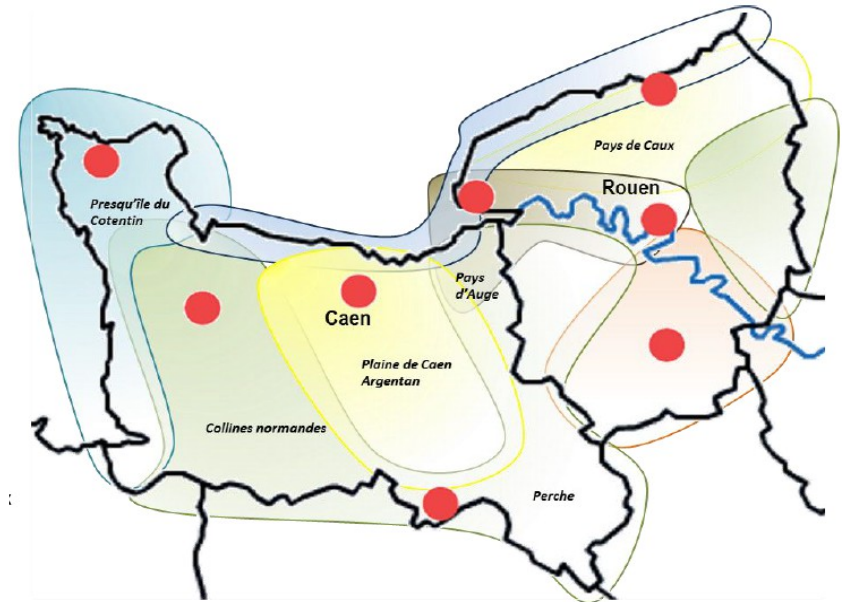 Pays de Caux
Rouen
Presqu'île du
Cotentin
Pays
d'Auge
Caen
Plaine de Caen
Argentan
Collines normandes
Perche